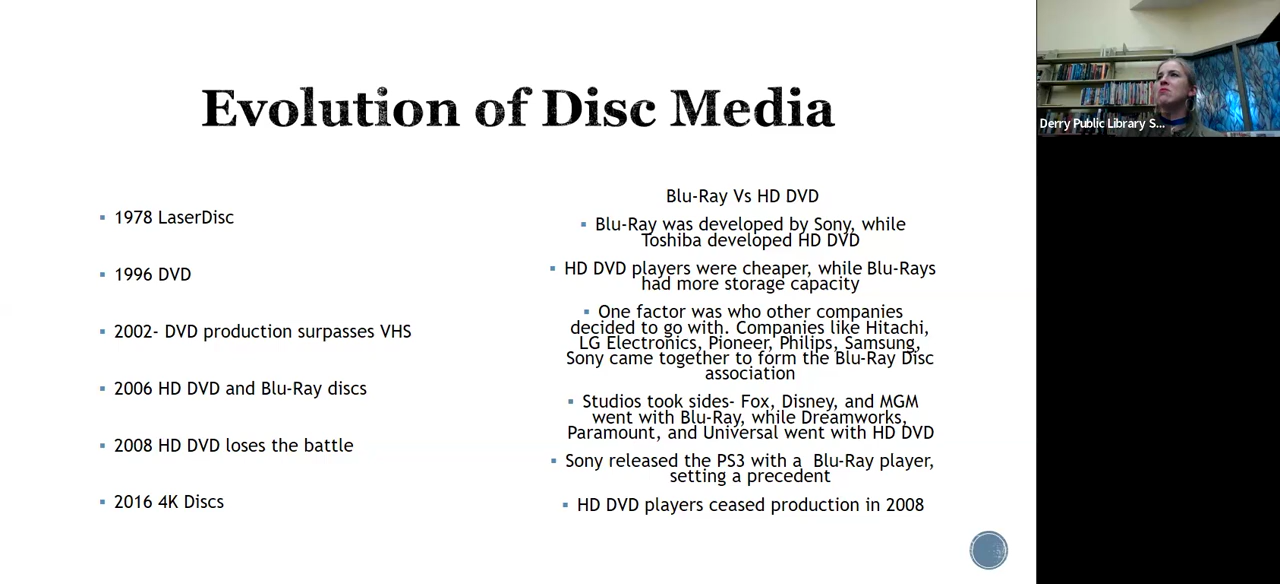 Evolution of Disc Media
1978 LaserDisc
1996 DVD
2002- DVD production surpasses VHS
2006 HD DVD and Blu-Ray discs
2008 HD DVD loses the battle
2016 4K Discs
Blu-Ray Vs HD DVD
Blu-Ray was developed by Sony, while
Toshiba developed HD DVD
HD DVD players were cheaper, while Blu-Rays
had more storage capacity
One factor was who other companies
decided to go with. Companies like Hitachi,
LG Electronics, Pioneer, Philips, Samsung,
Sony came together to form the Blu-Ray Disc
association
Studios took sides- Fox, Disney, and MGM
went with Blu-Ray, while Dreamworks,
Paramount, and Universal went with HD DVD
Sony released the PS3 with a  Blu-Ray player,
setting a precedent
HD DVD players ceased production in 2008
Derry Public Library S...